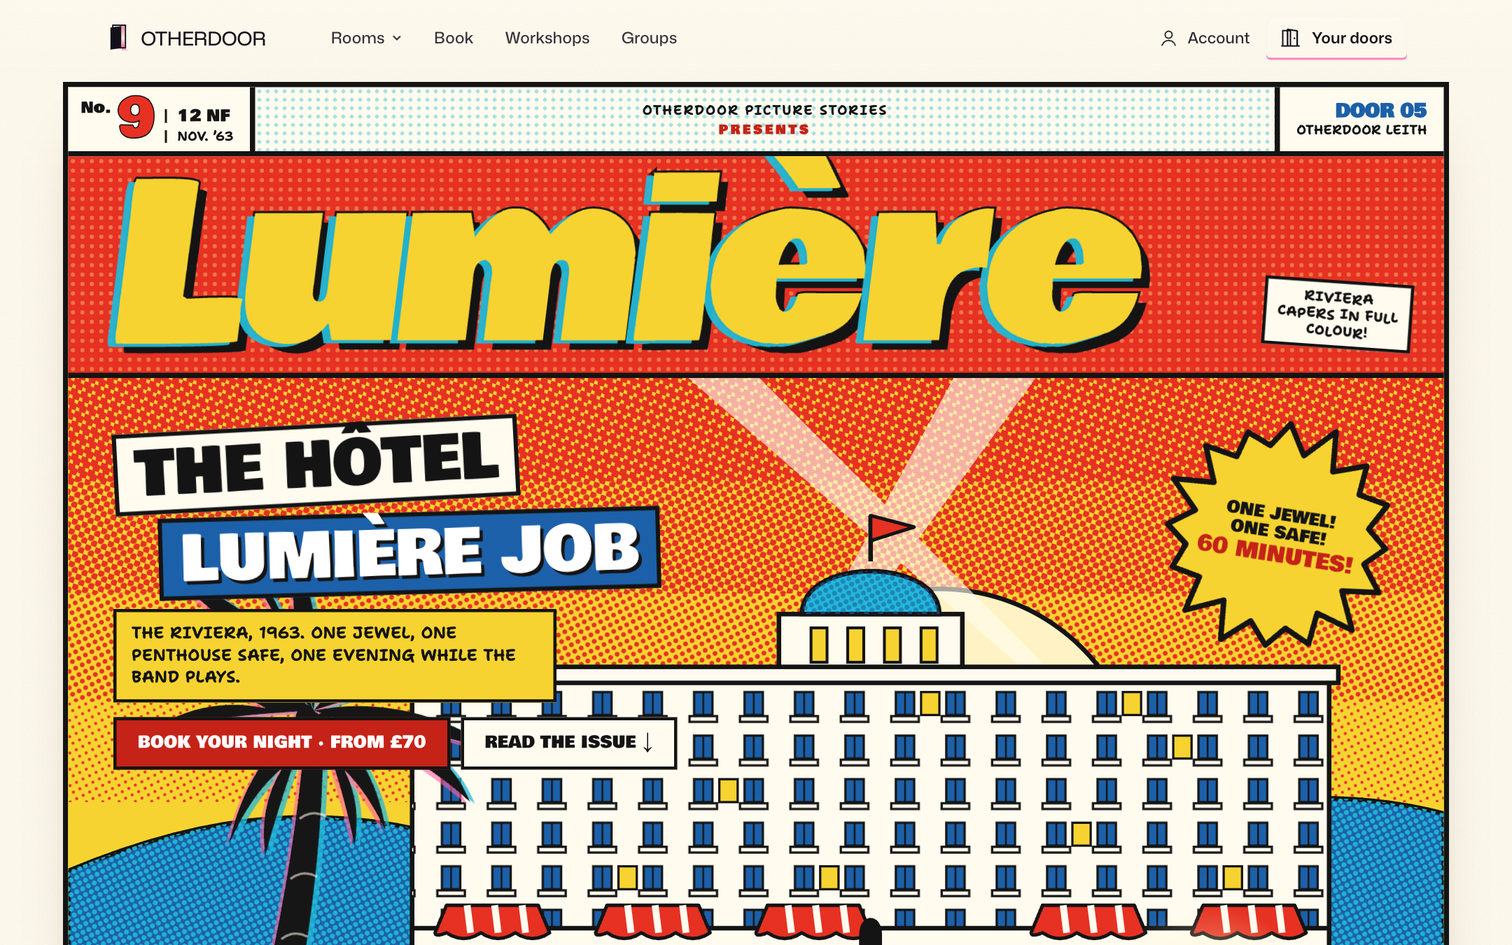 OTHERDOOR
Rooms
Book
Workshops
Groups
Account
Your doors
No. 9
12 NF
NOV. '63
OTHERDOOR PICTURE STORIES
PRESENTS
DOOR 05
OTHERDOOR LEITH
Lumière
RIVIERA
CAPERS IN FULL
COLOUR!
THE HÔTEL
LUMIÈRE JOB
ONE JEWEL!
ONE SAFE!
60 MINUTES!
THE RIVIERA, 1963. ONE JEWEL, ONE
PENTHOUSE SAFE, ONE EVENING WHILE THE
BAND PLAYS.
BOOK YOUR NIGHT · FROM £70
READ THE ISSUE ↓